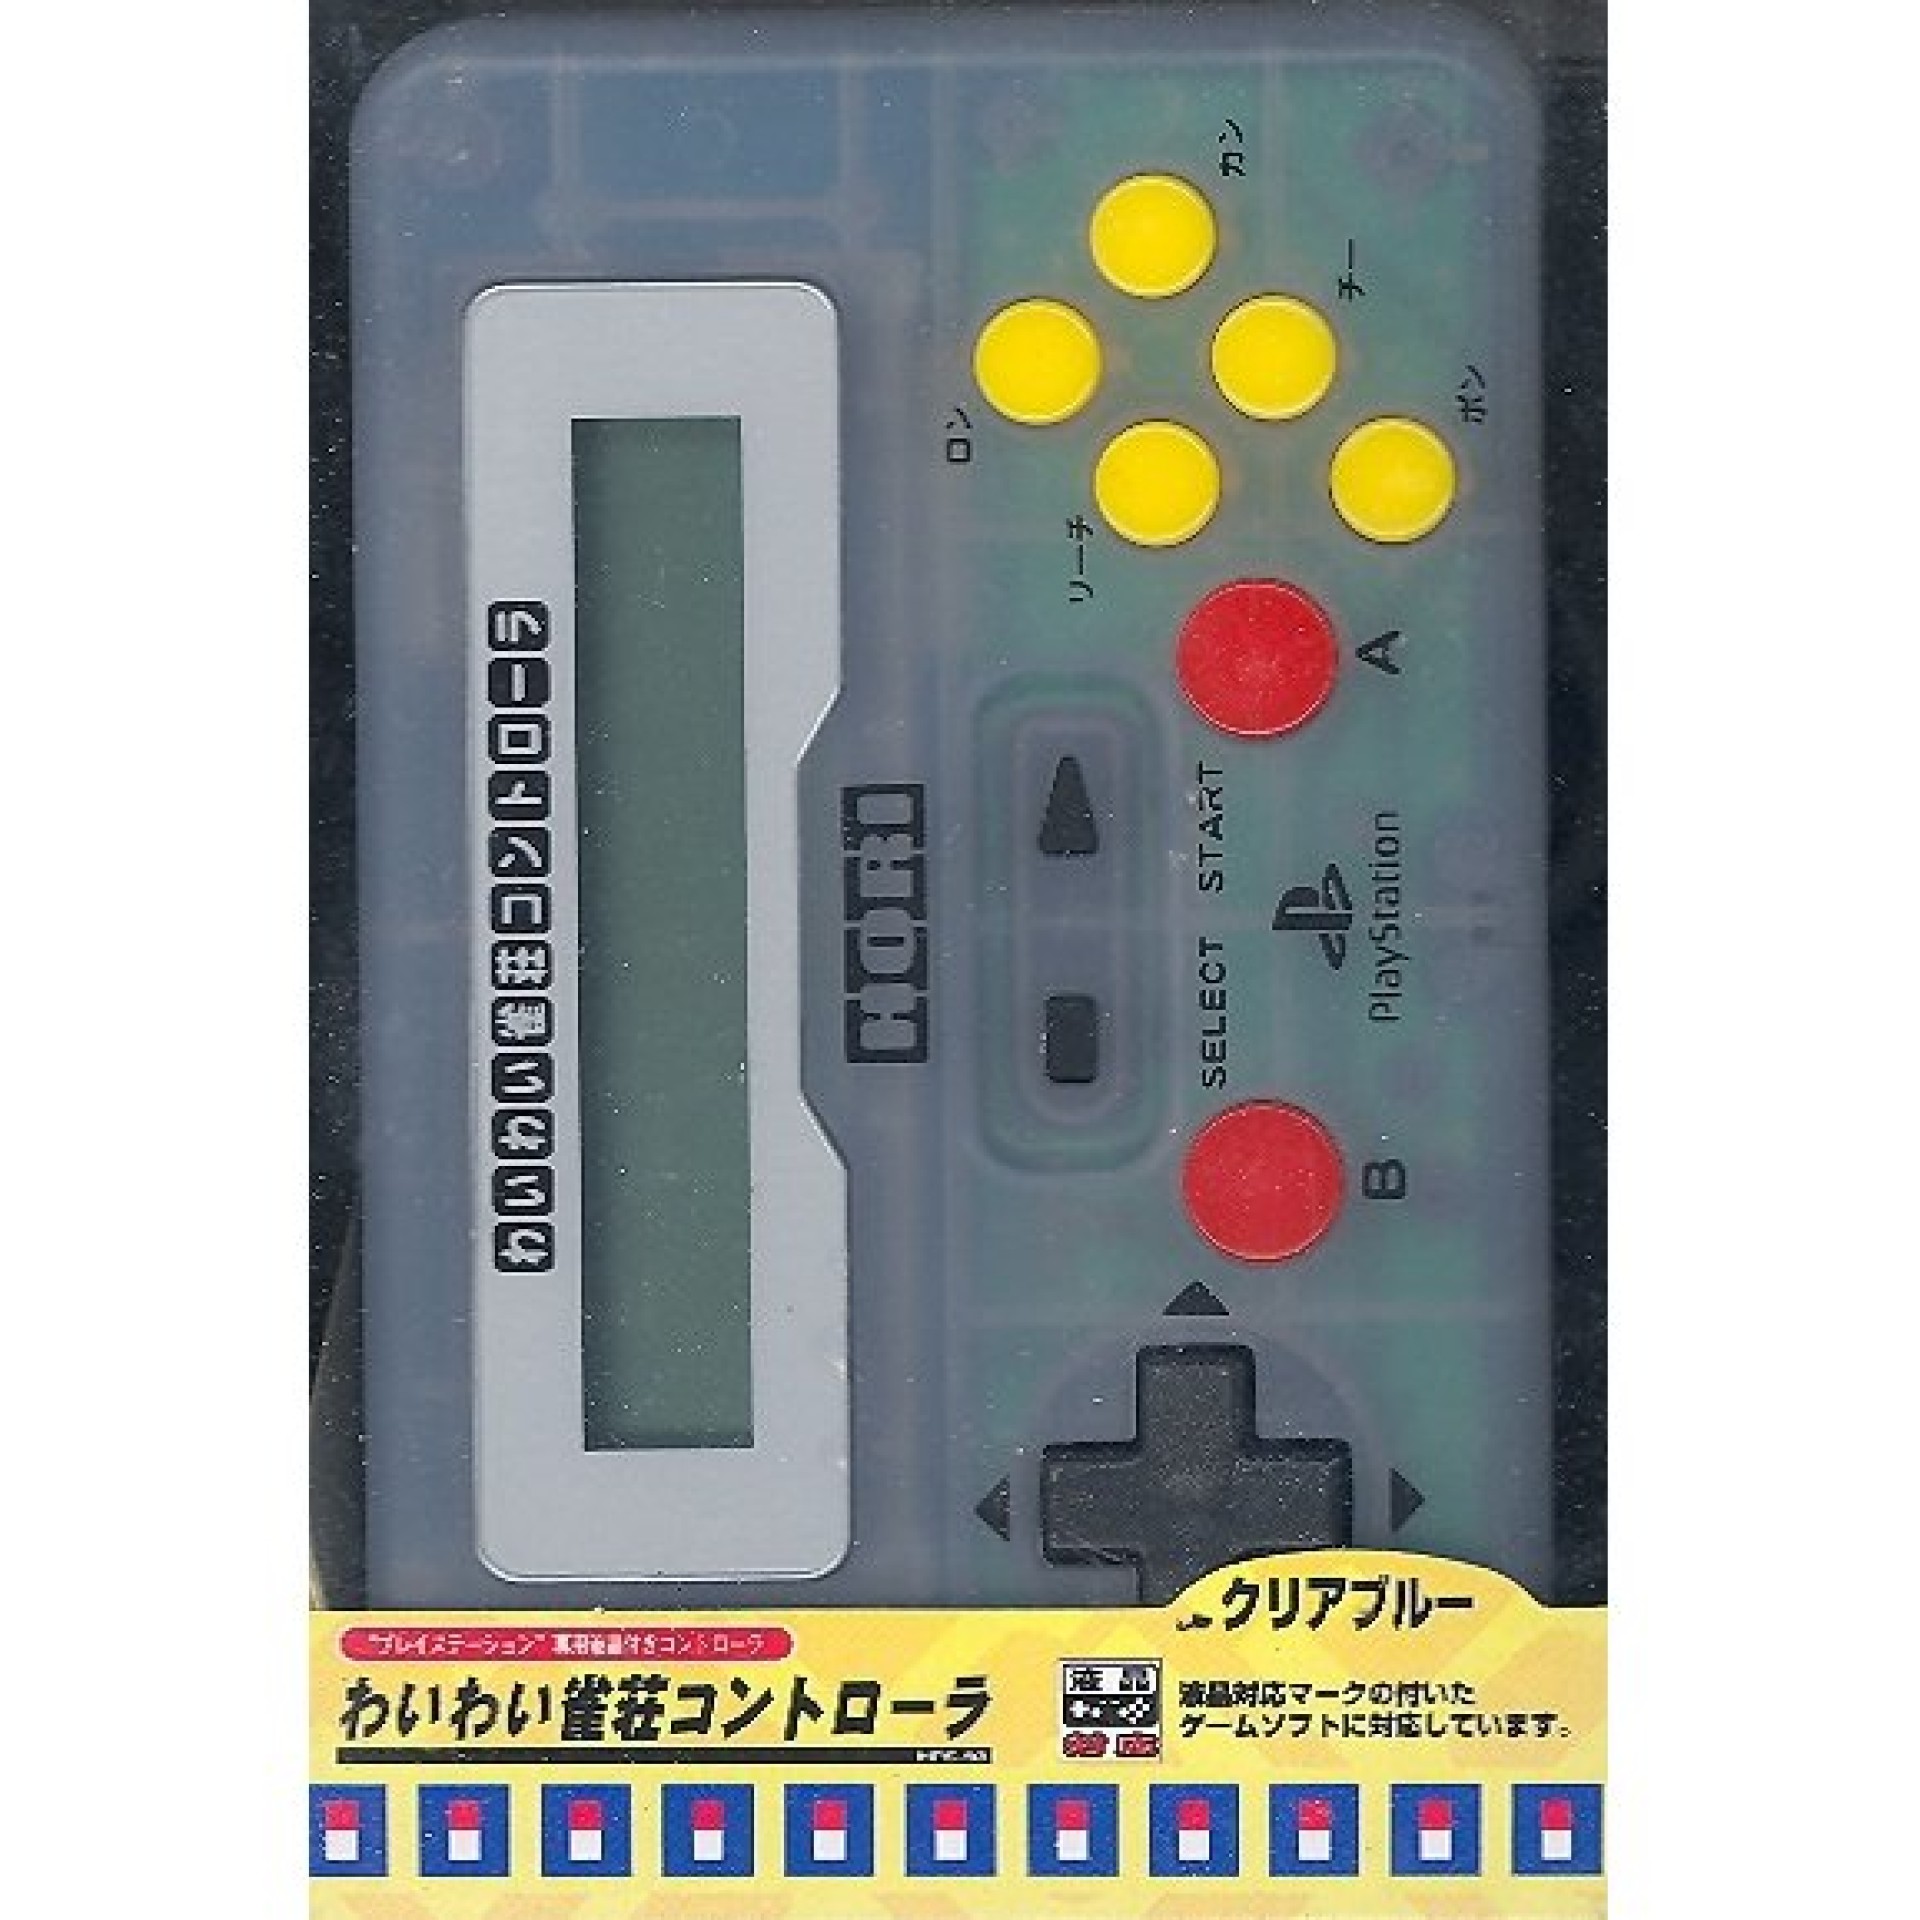 わいわい雀荘コントローラ
HORI
カン
チー
ポン
ロン
リーチ
A
SELECT START
PlayStation
B
クリアブルー
"プレイステーション"専用液晶付きコントローラ
わいわい雀荘コントローラ
液晶
対応
液晶対応マークの付いた
ゲームソフトに対応しています。